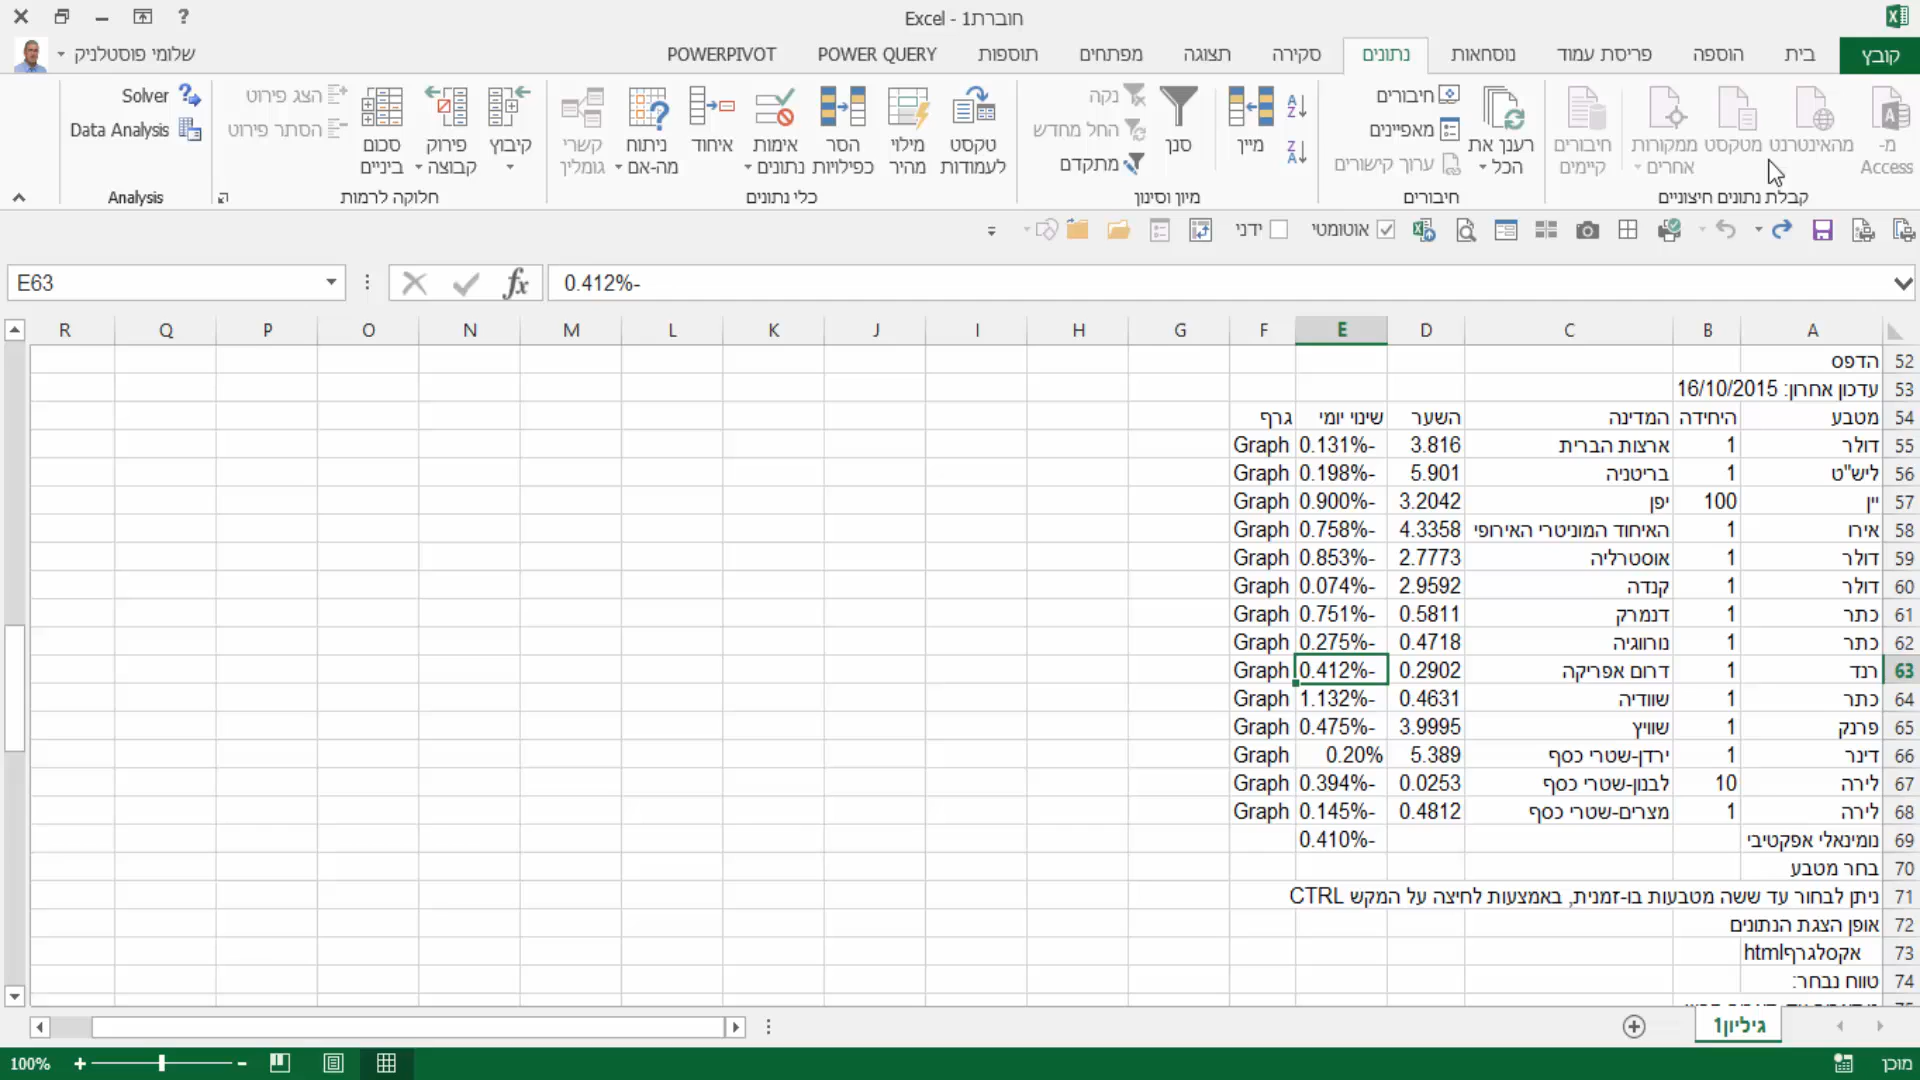 חוברת1 - Excel
?
קובץ
בית
הוספה
פריסת עמוד
נוסחאות
נתונים
סקירה
תצוגה
מפתחים
תוספות
POWER QUERY
POWERPIVOT
שלומי פוסטלניק
מ-
Access
מהאינטרנט
מטקסט
ממקורות
אחרים
חיבורים
קיימים
קבלת נתונים חיצוניים
רענן את
הכל
חיבורים
מאפיינים
ערוך קישורים
חיבורים
מיין
סנן
נקה
החל מחדש
מתקדם
מיון וסינון
טקסט
לעמודות
מילוי
מהיר
הסר
כפילויות
אימות
נתונים
איחוד
ניתוח
מה-אם
קשרי
גומלין
כלי נתונים
קיבוץ
פירוק
קבוצה
סכום
ביניים
הצג פירוט
הסתר פירוט
חלוקה לרמות
Solver
Data Analysis
Analysis
אוטומטי
ידני
E63
fx
0.412%-
R Q P O N M L K J I H G F E D C B A
52 הדפס
53 עדכון אחרון: 16/10/2015
54 מטבע היחידה המדינה השער שינוי יומי גרף
55 דולר 1 ארצות הברית 3.816 0.131%- Graph
56 ליש"ט 1 בריטניה 5.901 0.198%- Graph
57 יין 100 יפן 3.2042 0.900%- Graph
58 אירו 1 האיחוד המוניטרי האירופי 4.3358 0.758%- Graph
59 דולר 1 אוסטרליה 2.7773 0.853%- Graph
60 דולר 1 קנדה 2.9592 0.074%- Graph
61 כתר 1 דנמרק 0.5811 0.751%- Graph
62 כתר 1 נורווגיה 0.4718 0.275%- Graph
63 רנד 1 דרום אפריקה 0.2902 0.412%- Graph
64 כתר 1 שוודיה 0.4631 1.132%- Graph
65 פרנק 1 שוויץ 3.9995 0.475%- Graph
66 דינר 1 ירדן-שטרי כסף 5.389 0.20% Graph
67 לירה 10 לבנון-שטרי כסף 0.0253 0.394%- Graph
68 לירה 1 מצרים-שטרי כסף 0.4812 0.145%- Graph
69 נומינאלי אפקטיבי 0.410%-
70 בחר מטבע
71 ניתן לבחור עד ששה מטבעות בו-זמנית, באמצעות לחיצה על המקש CTRL
72 אופן הצגת הנתונים
73 אקסלגרףhtml
74 טווח נבחר:
גיליון1
מוכן
100%